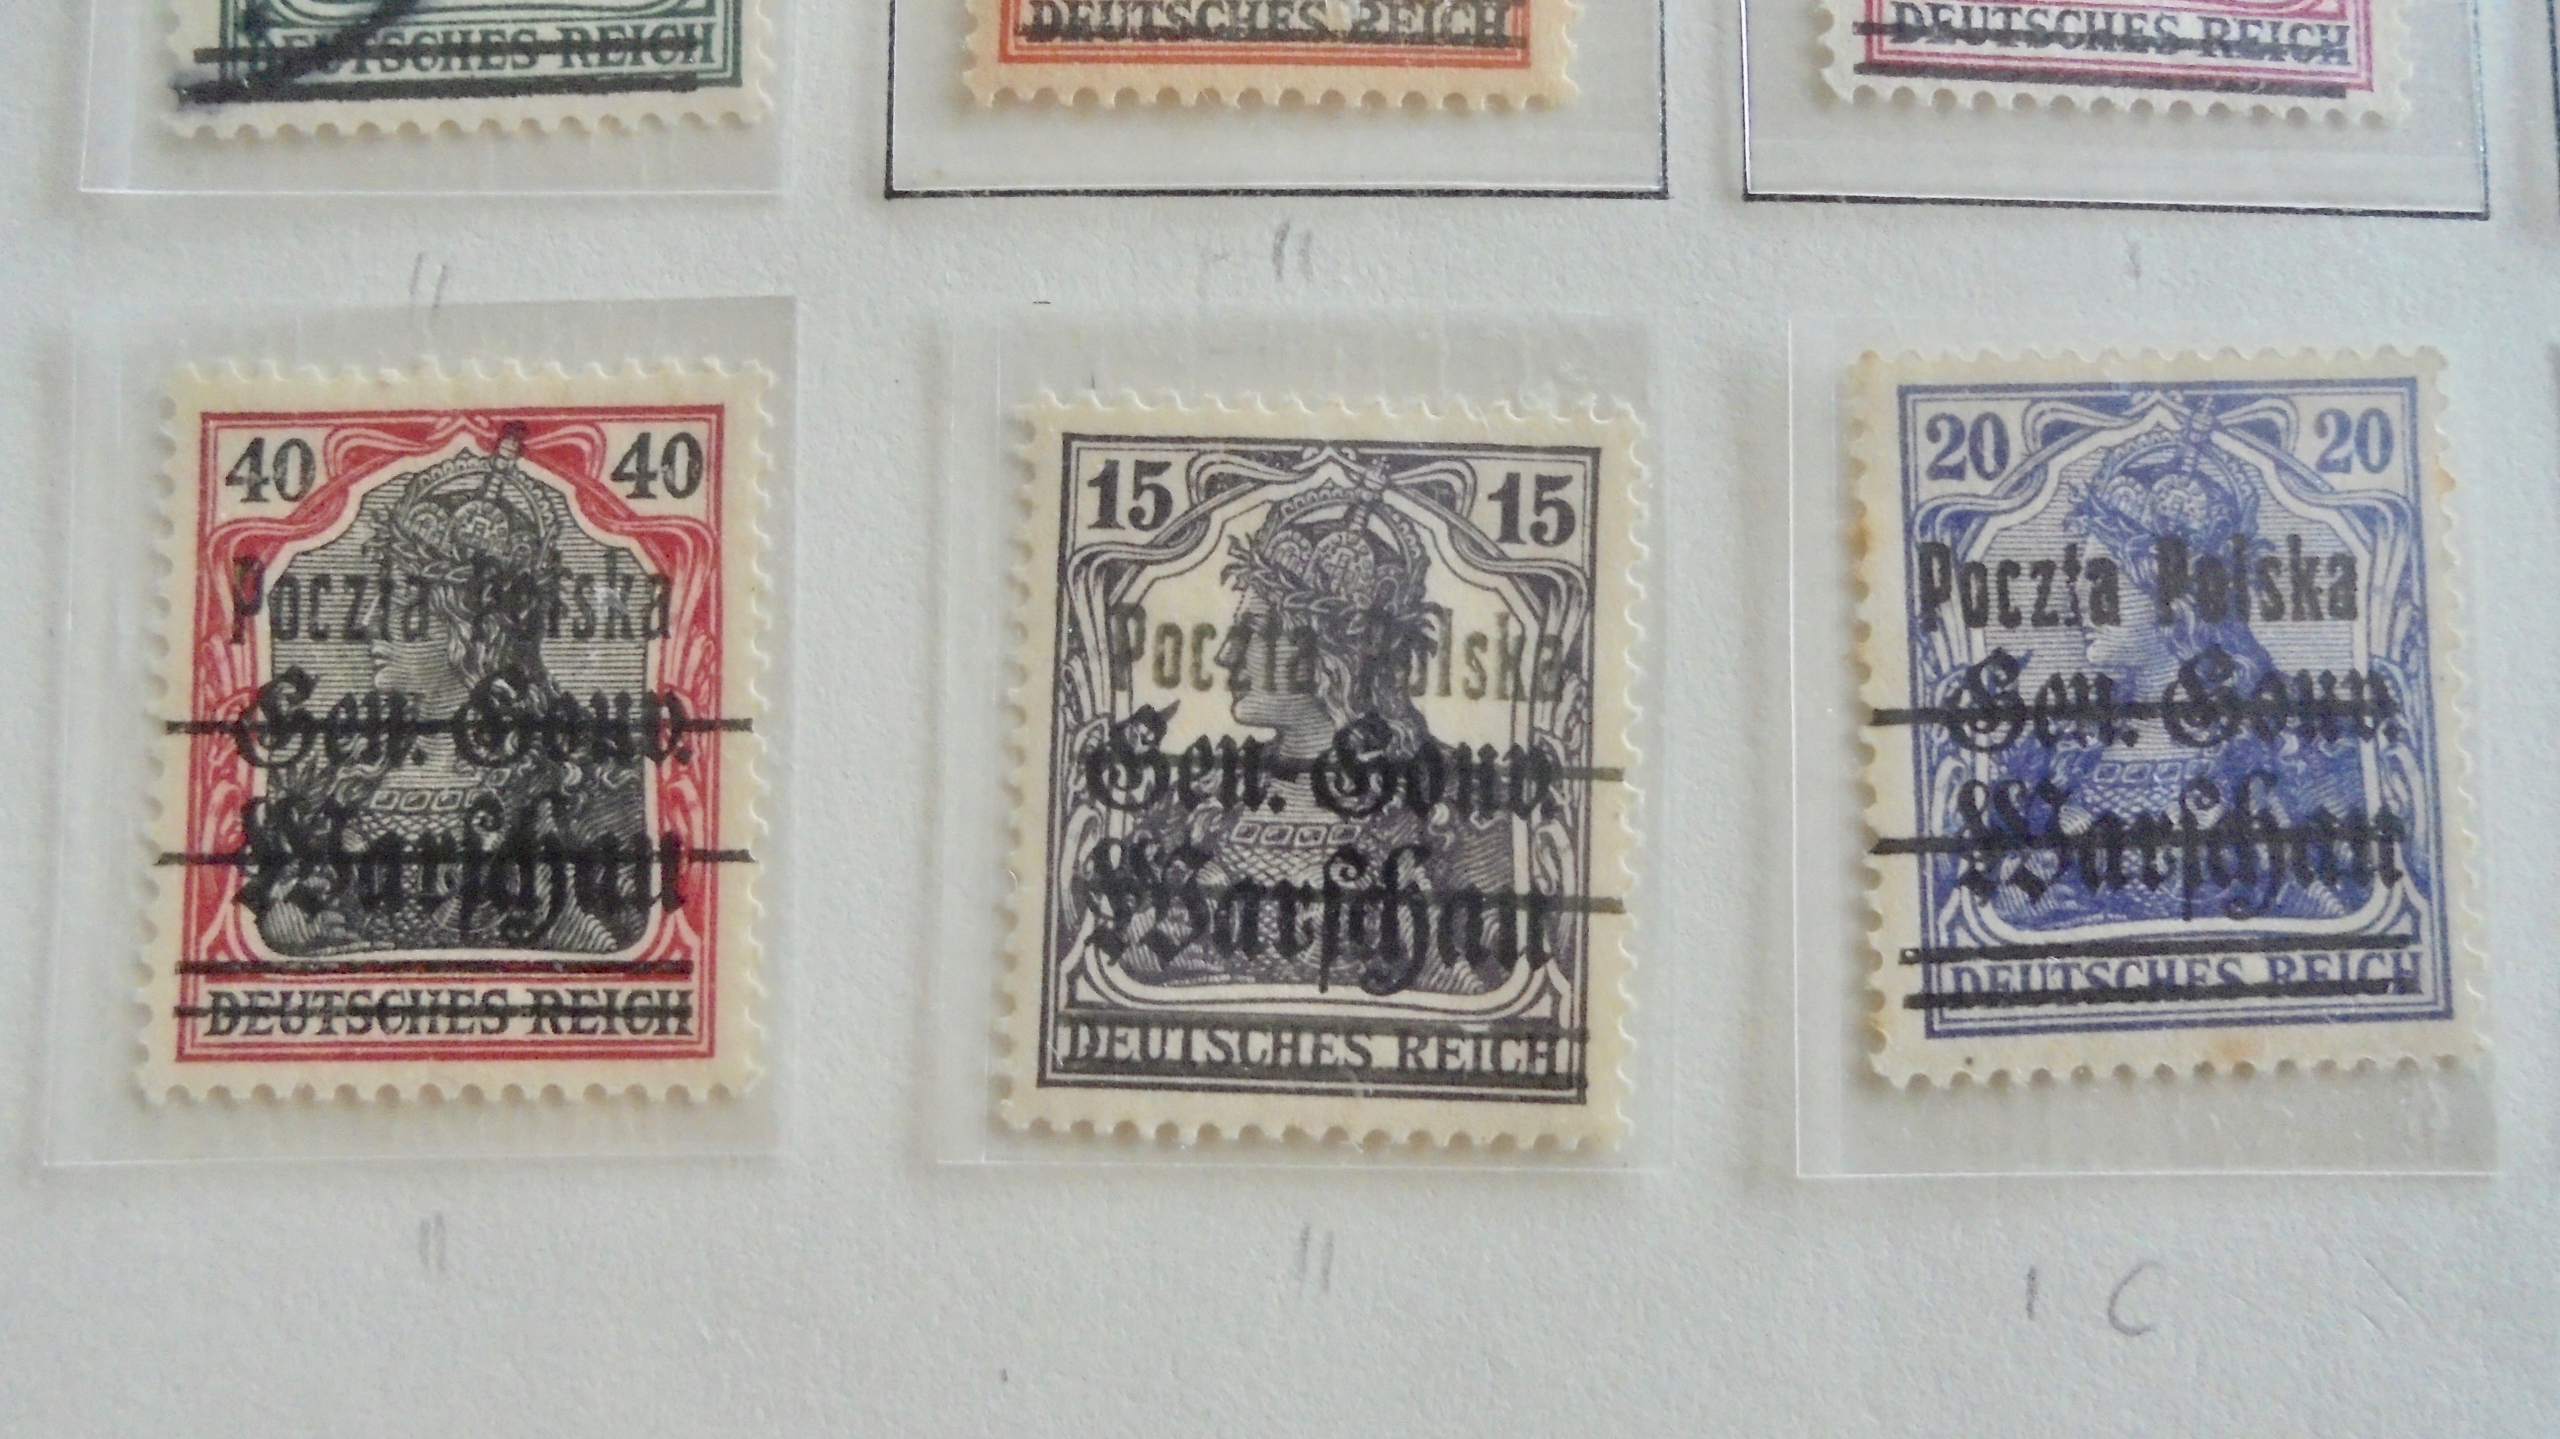 DEUTSCHES REICH
DEUTSCHES REICH
DEUTSCHES REICH
40 40
Poczta Polska
Gen. Gouv.
Warschau
DEUTSCHES REICH
15 15
Poczta Polska
Gen. Gouv.
Warschau
DEUTSCHES REICH
20 20
Poczta Polska
Gen. Gouv.
Warschau
DEUTSCHES REICH
I C